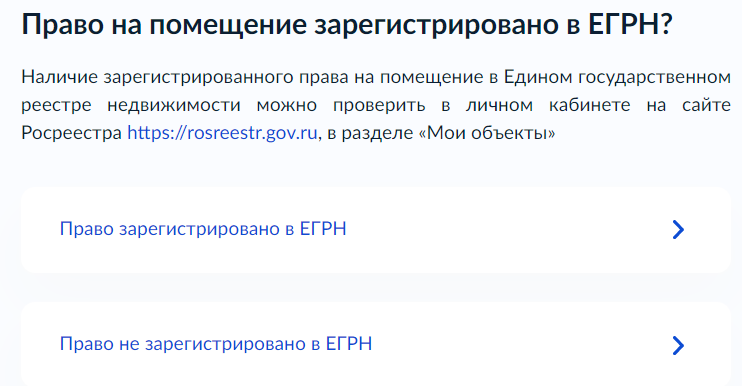 Право на помещение зарегистрировано в ЕГРН?
Наличие зарегистрированного права на помещение в Едином государственном
реестре недвижимости можно проверить в личном кабинете на сайте
Росреестра https://rosreestr.gov.ru, в разделе «Мои объекты»
Право зарегистрировано в ЕГРН
Право не зарегистрировано в ЕГРН